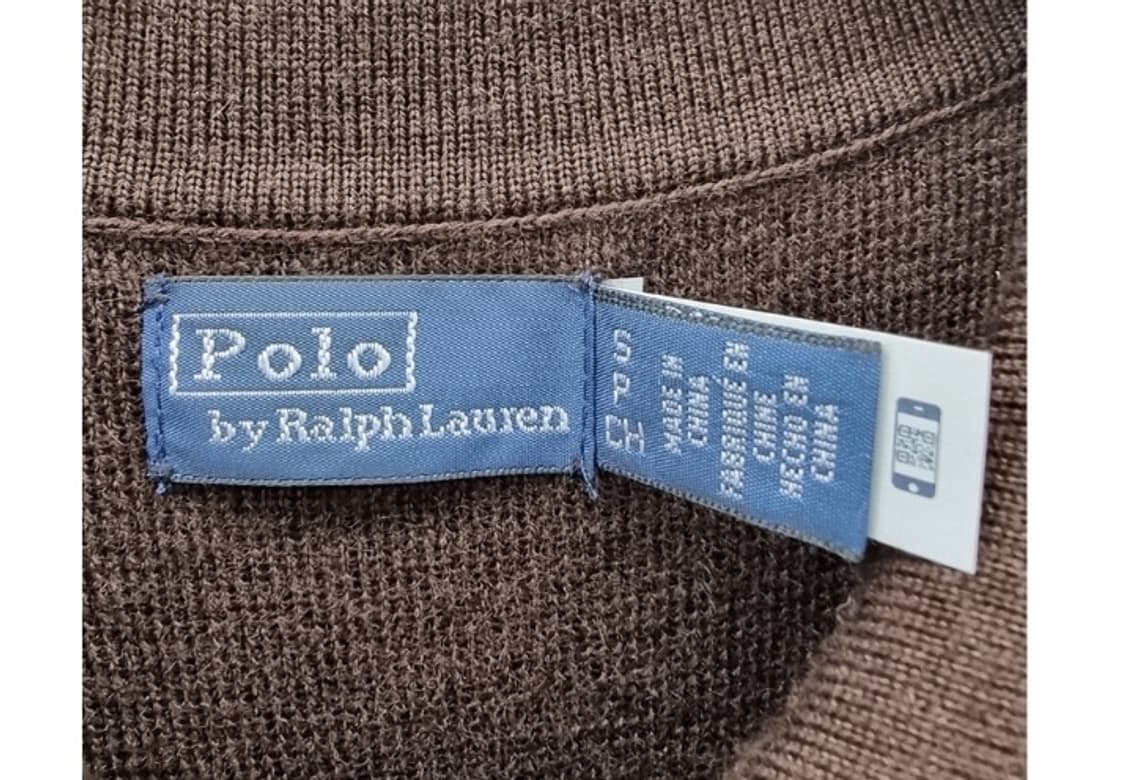 Polo
by Ralph Lauren
S
P
CH
MADE IN
CHINA
FABRIQUÉ EN
CHINE
HECHO EN
CHINA